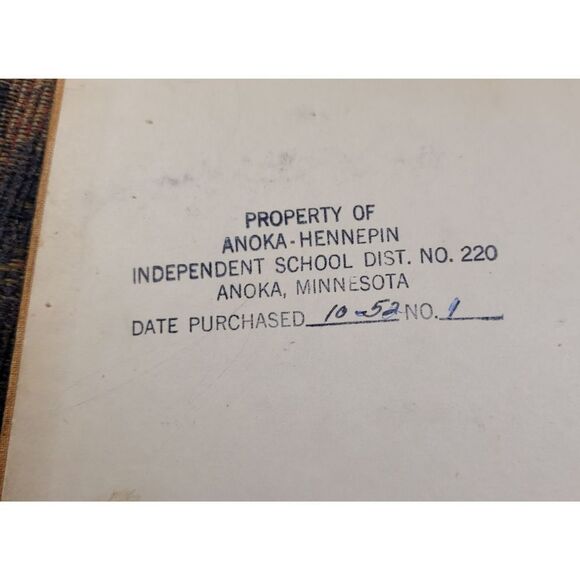 PROPERTY OF
ANOKA-HENNEPIN
INDEPENDENT SCHOOL DIST. NO. 220
ANOKA, MINNESOTA
DATE PURCHASED 10-52 NO. 1